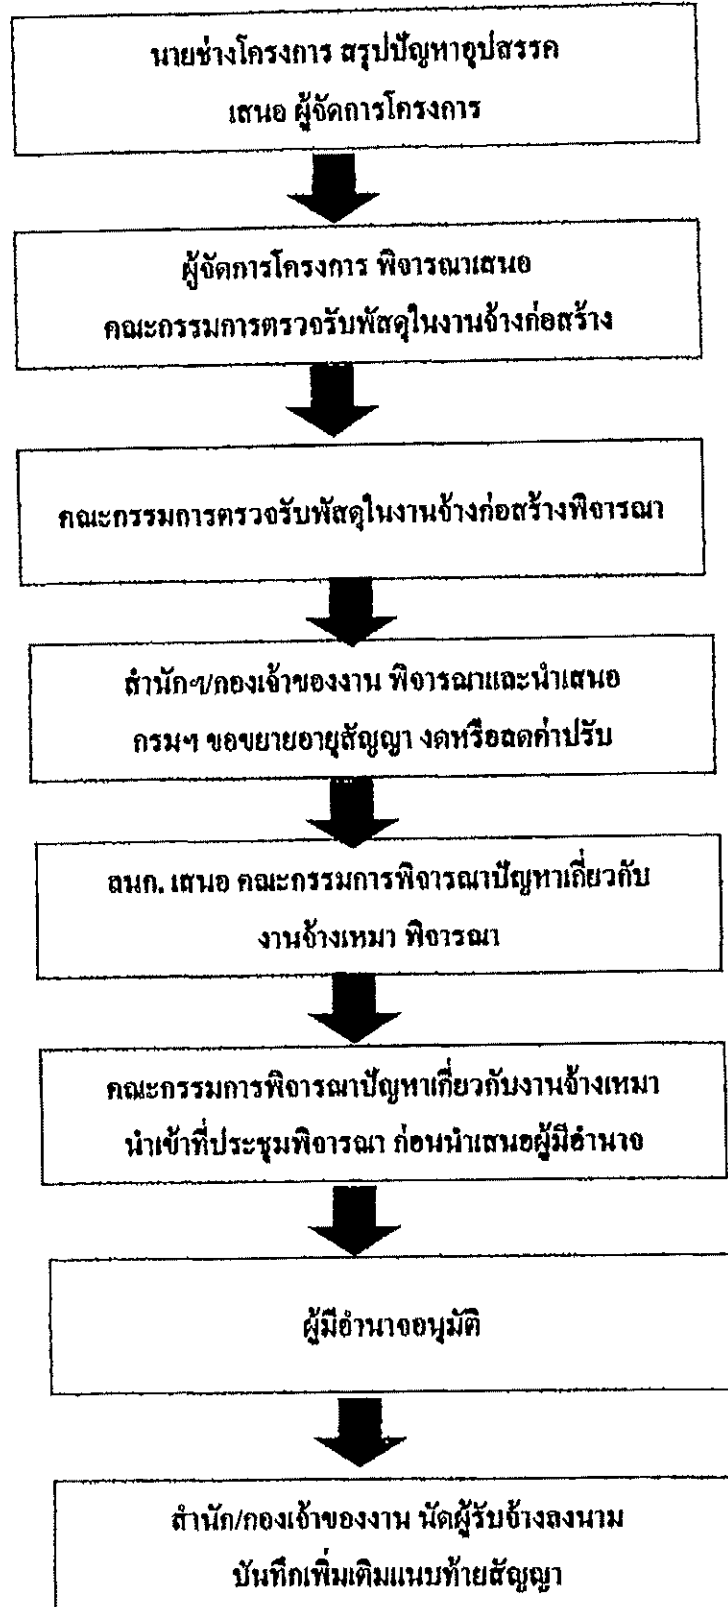 นายช่างโครงการ สรุปปัญหาอุปสรรค
เสนอ ผู้จัดการโครงการ
ผู้จัดการโครงการ พิจารณาเสนอ
คณะกรรมการตรวจรับพัสดุในงานจ้างก่อสร้าง
คณะกรรมการตรวจรับพัสดุในงานจ้างก่อสร้างพิจารณา
สำนักฯ/กองเจ้าของงาน พิจารณาและนำเสนอ
กรมฯ ขอขยายอายุสัญญา งดหรือลดค่าปรับ
สนก. เสนอ คณะกรรมการพิจารณาปัญหาเกี่ยวกับ
งานจ้างเหมา พิจารณา
คณะกรรมการพิจารณาปัญหาเกี่ยวกับงานจ้างเหมา
นำเข้าที่ประชุมพิจารณา ก่อนนำเสนอผู้มีอำนาจ
ผู้มีอำนาจอนุมัติ
สำนัก/กองเจ้าของงาน นัดผู้รับจ้างลงนาม
บันทึกเพิ่มเติมแนบท้ายสัญญา